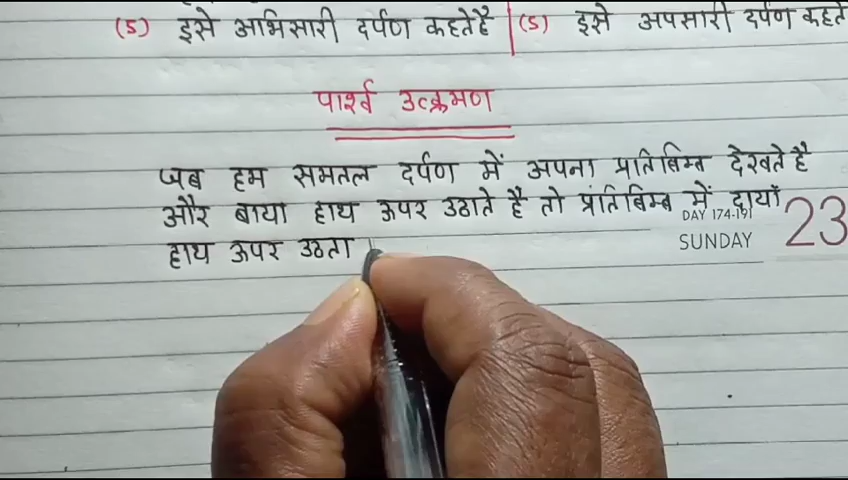 (5) इसे अभिसारी दर्पण कहते है | (5) इसे अपसारी दर्पण कहते
पार्श्व उत्क्रमण
जब हम समतल दर्पण में अपना प्रतिबिम्ब देखते है
और बाया हाथ ऊपर उठाते है तो प्रंतिबिम्ब में दायाँ
DAY 174-191
SUNDAY 23
हाथ ऊपर उठता